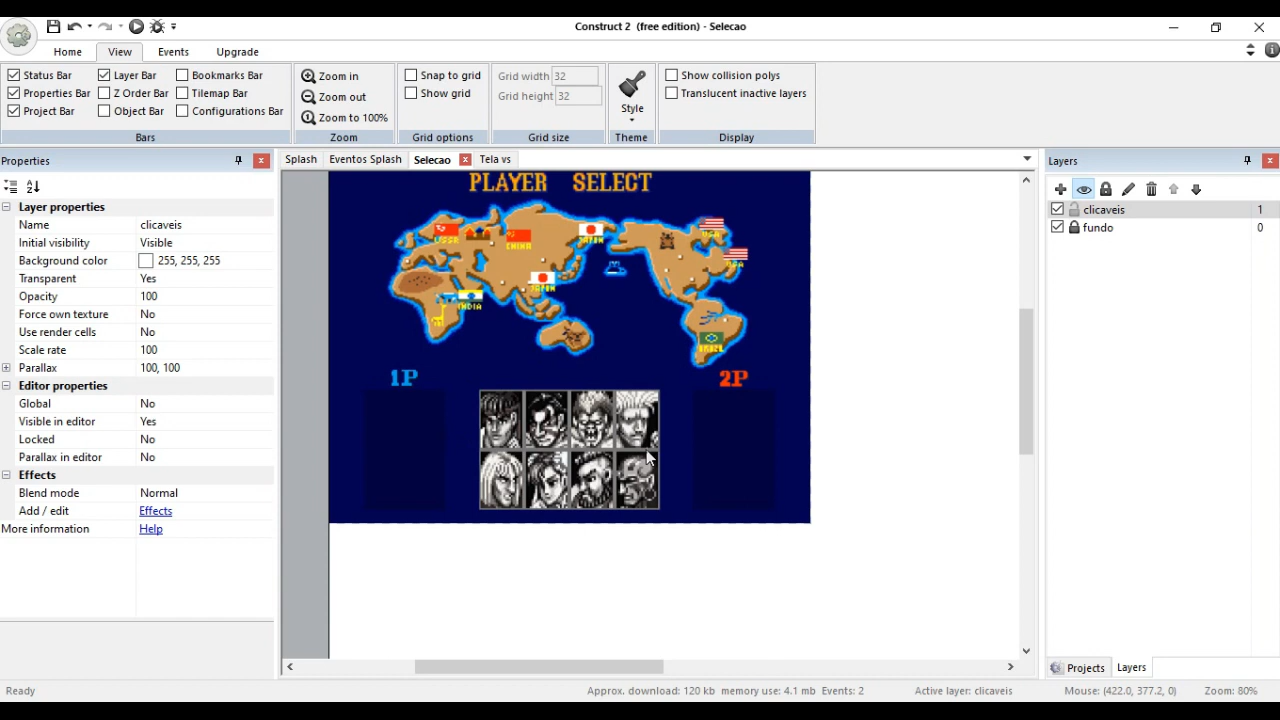 Construct 2 (free edition) - Selecao
Home View Events Upgrade
Status Bar Layer Bar Bookmarks Bar Zoom in Snap to grid Grid width 32 Show collision polys
Properties Bar Z Order Bar Tilemap Bar Zoom out Show grid Grid height 32 Style Translucent inactive layers
Project Bar Object Bar Configurations Bar Zoom to 100%
Bars Zoom Grid options Grid size Theme Display
Properties Splash Eventos Splash Selecao Tela vs Layers
PLAYER SELECT
Layer properties
Name clicaveis
Initial visibility Visible
Background color 255, 255, 255
Transparent Yes
Opacity 100
Force own texture No
Use render cells No
Scale rate 100
Parallax 100, 100
Editor properties
Global No
Visible in editor Yes
Locked No
Parallax in editor No
Effects
Blend mode Normal
Add / edit Effects
More information Help
USSR CHINA JAPAN USA
USA
JAPAN
INDIA
BRAZIL
1P 2P
clicaveis 1
fundo 0
Projects Layers
Ready Approx. download: 120 kb memory use: 4.1 mb Events: 2 Active layer: clicaveis Mouse: (422.0, 377.2, 0) Zoom: 80%